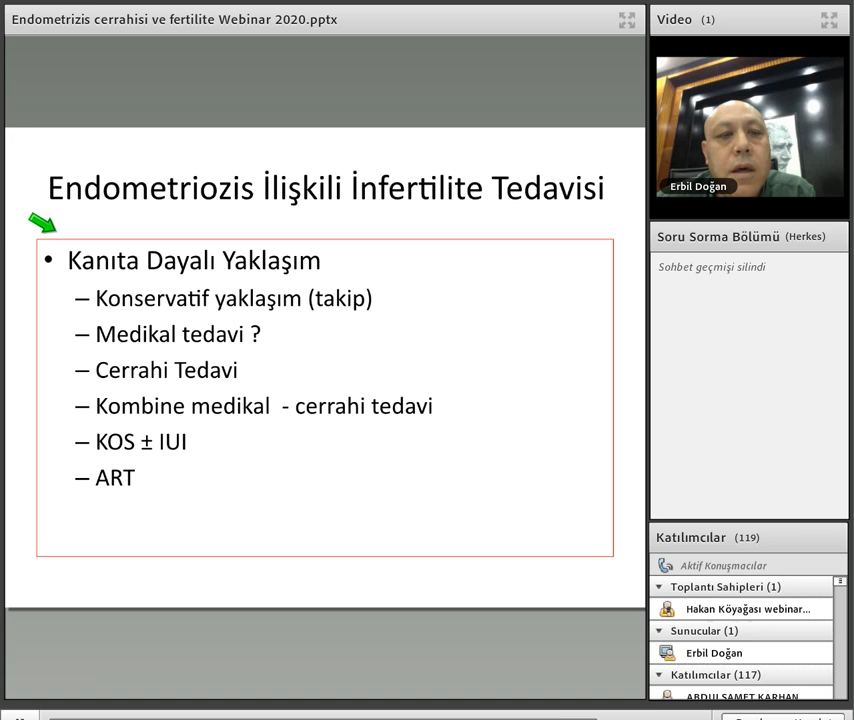 Endometrizis cerrahisi ve fertilite Webinar 2020.pptx
Endometriozis İlişkili İnfertilite Tedavisi
• Kanıta Dayalı Yaklaşım
– Konservatif yaklaşım (takip)
– Medikal tedavi ?
– Cerrahi Tedavi
– Kombine medikal - cerrahi tedavi
– KOS ± IUI
– ART
Video (1)
Erbil Doğan
Soru Sorma Bölümü (Herkes)
Sohbet geçmişi silindi
Katılımcılar (119)
Aktif Konuşmacılar
Toplantı Sahipleri (1)
Hakan Köyağası webinar...
Sunucular (1)
Erbil Doğan
Katılımcılar (117)
ABDULSAMET KARHAN